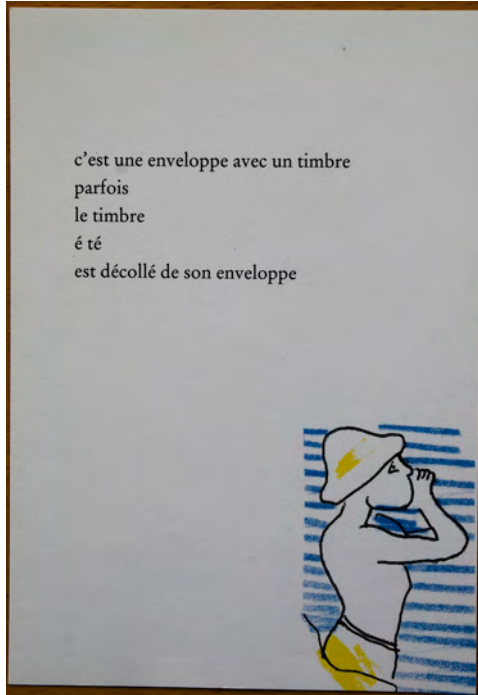 c’est une enveloppe avec un timbre
parfois
le timbre
é té
est décollé de son enveloppe